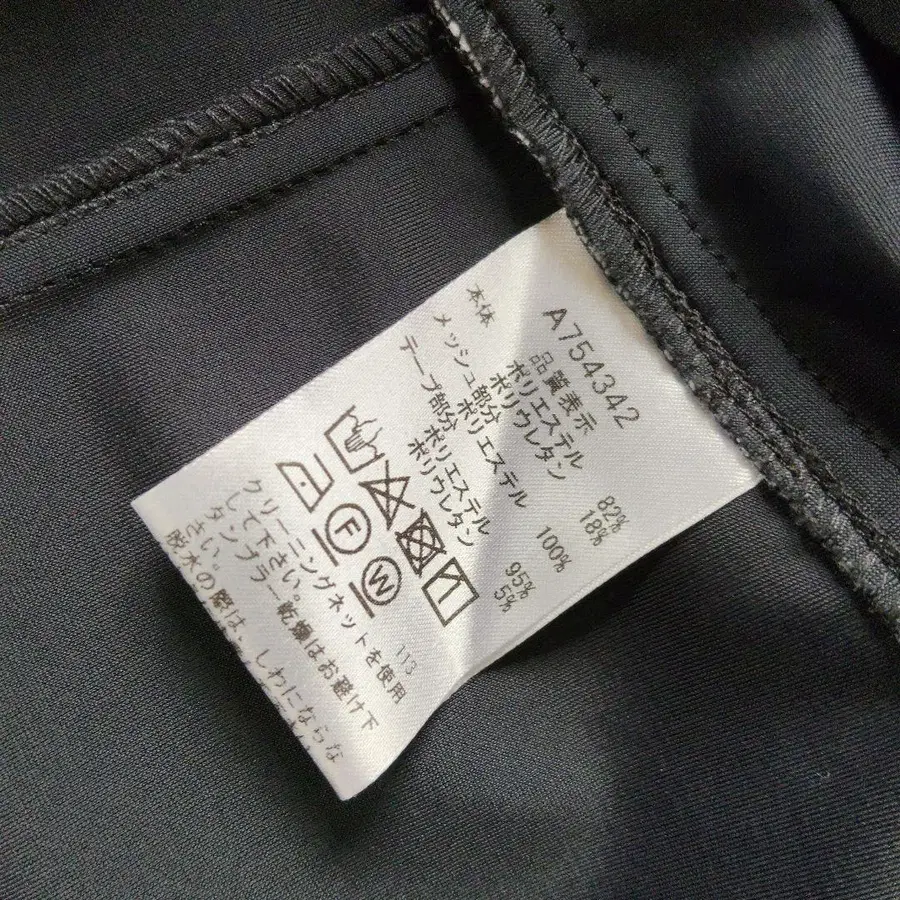 A754342
品質表示
本体 ポリエステル 82%
ポリウレタン 18%
メッシュ部分 ポリエステル 100%
テープ部分 ポリエステル 95%
ポリウレタン 5%
F
W
113
クリーニングネットを使用
して下さい。
タンブラー乾燥はお避け下
さい。
脱水の際は、しわにならな